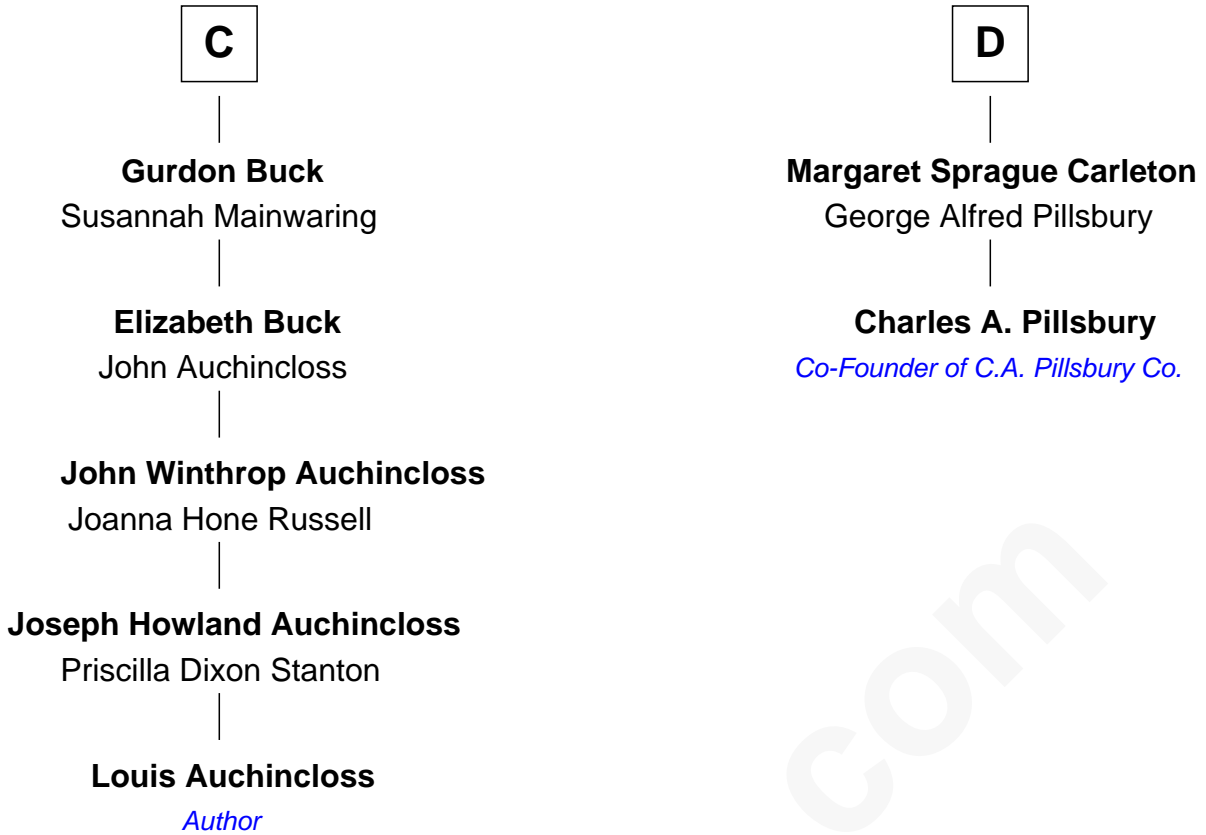 C
Gurdon Buck
Susannah Mainwaring
Elizabeth Buck
John Auchincloss
John Winthrop Auchincloss
Joanna Hone Russell
Joseph Howland Auchincloss
Priscilla Dixon Stanton
Louis Auchincloss
Author
D
Margaret Sprague Carleton
George Alfred Pillsbury
Charles A. Pillsbury
Co-Founder of C.A. Pillsbury Co.
com